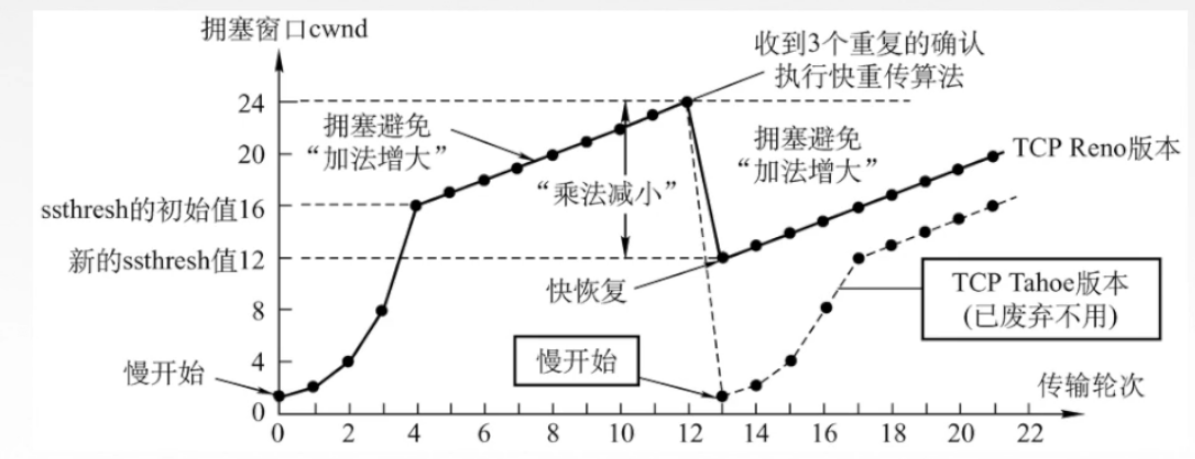 拥塞窗口cwnd
收到3个重复的确认
执行快重传算法
24
拥塞避免
“加法增大”
拥塞避免
“加法增大”
20
TCP Reno版本
“乘法减小”
ssthresh的初始值16
新的ssthresh值12
快恢复
TCP Tahoe版本
(已废弃不用)
8
慢开始
4
慢开始
传输轮次
0
0 2 4 6 8 10 12 14 16 18 20 22